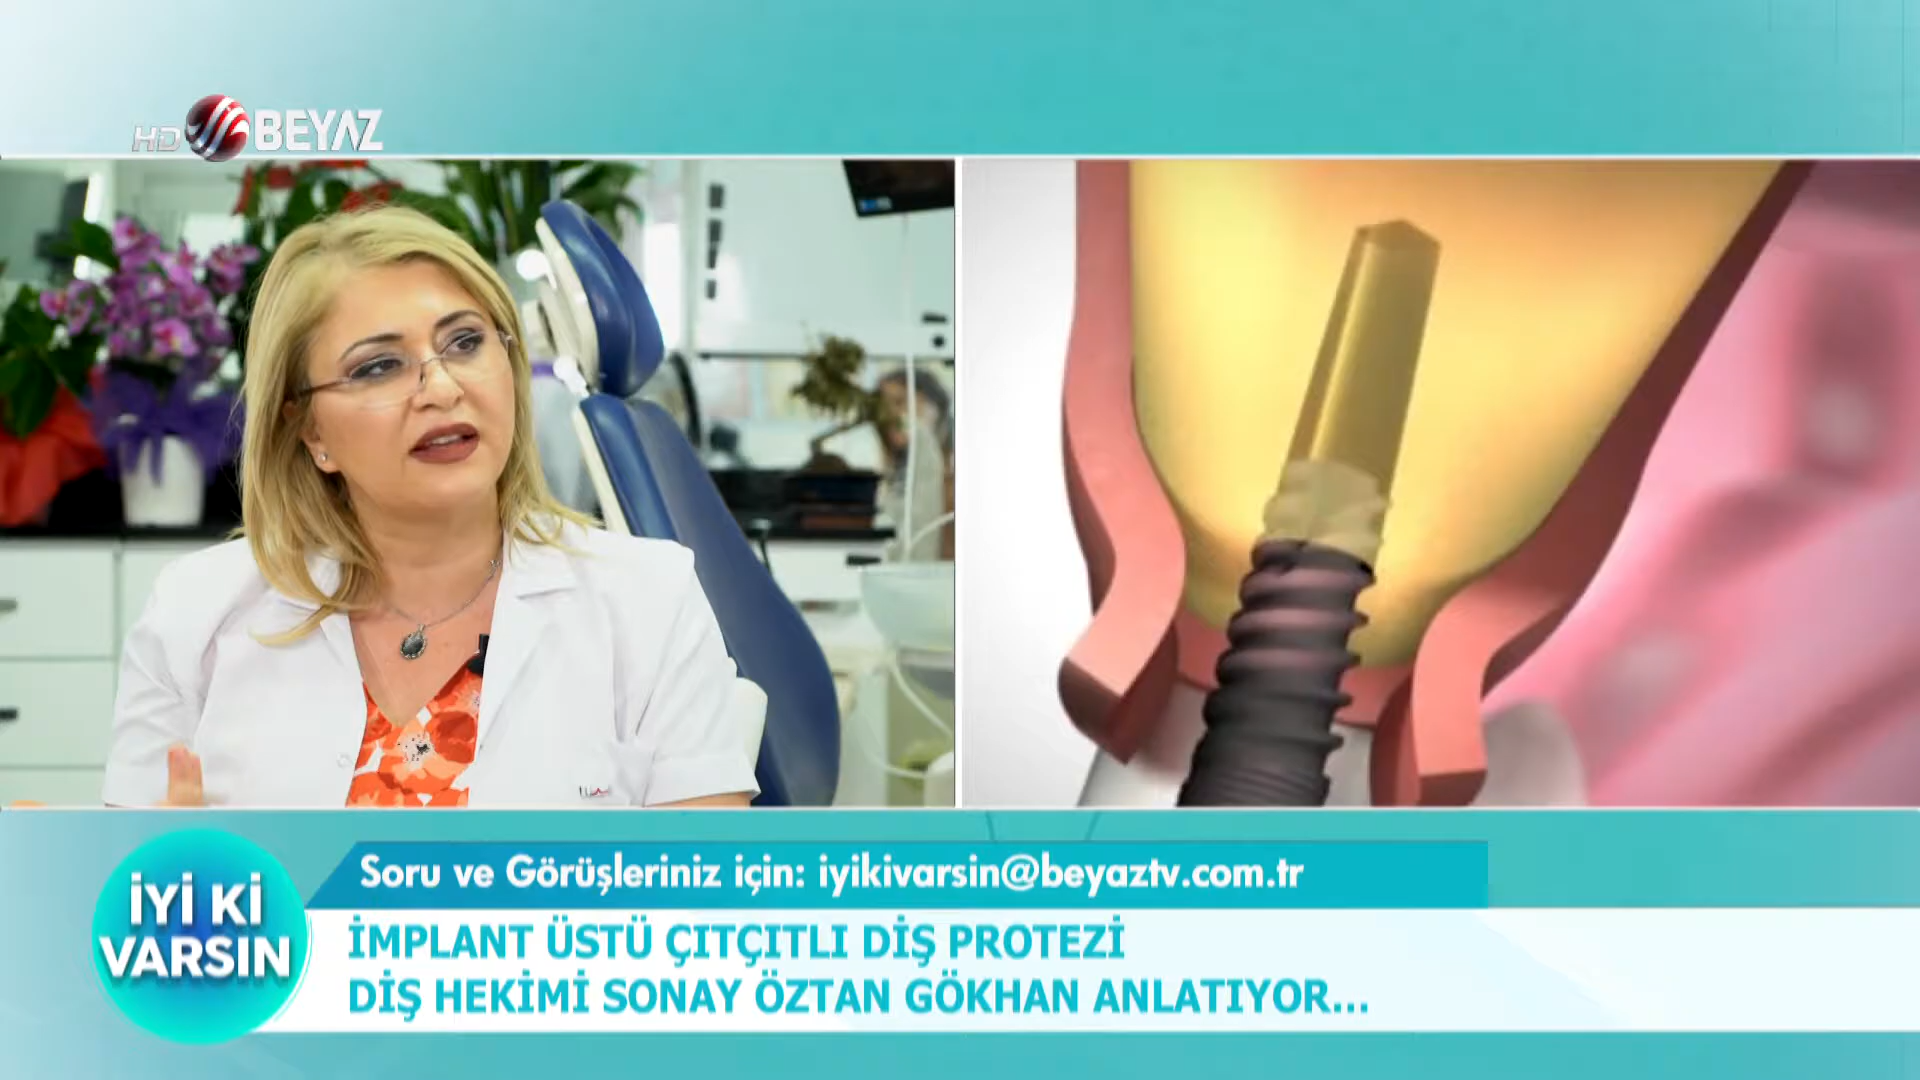 HD BEYAZ
Soru ve Görüşleriniz için: iyikivarsin@beyaztv.com.tr
İYİ Kİ
VARSIN
İMPLANT ÜSTÜ ÇITÇITLI DİŞ PROTEZİ
DİŞ HEKİMİ SONAY ÖZTAN GÖKHAN ANLATIYOR...